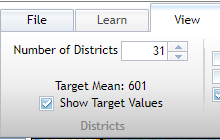 File Learn View
Number of Districts 31
Target Mean: 601
Show Target Values
Districts